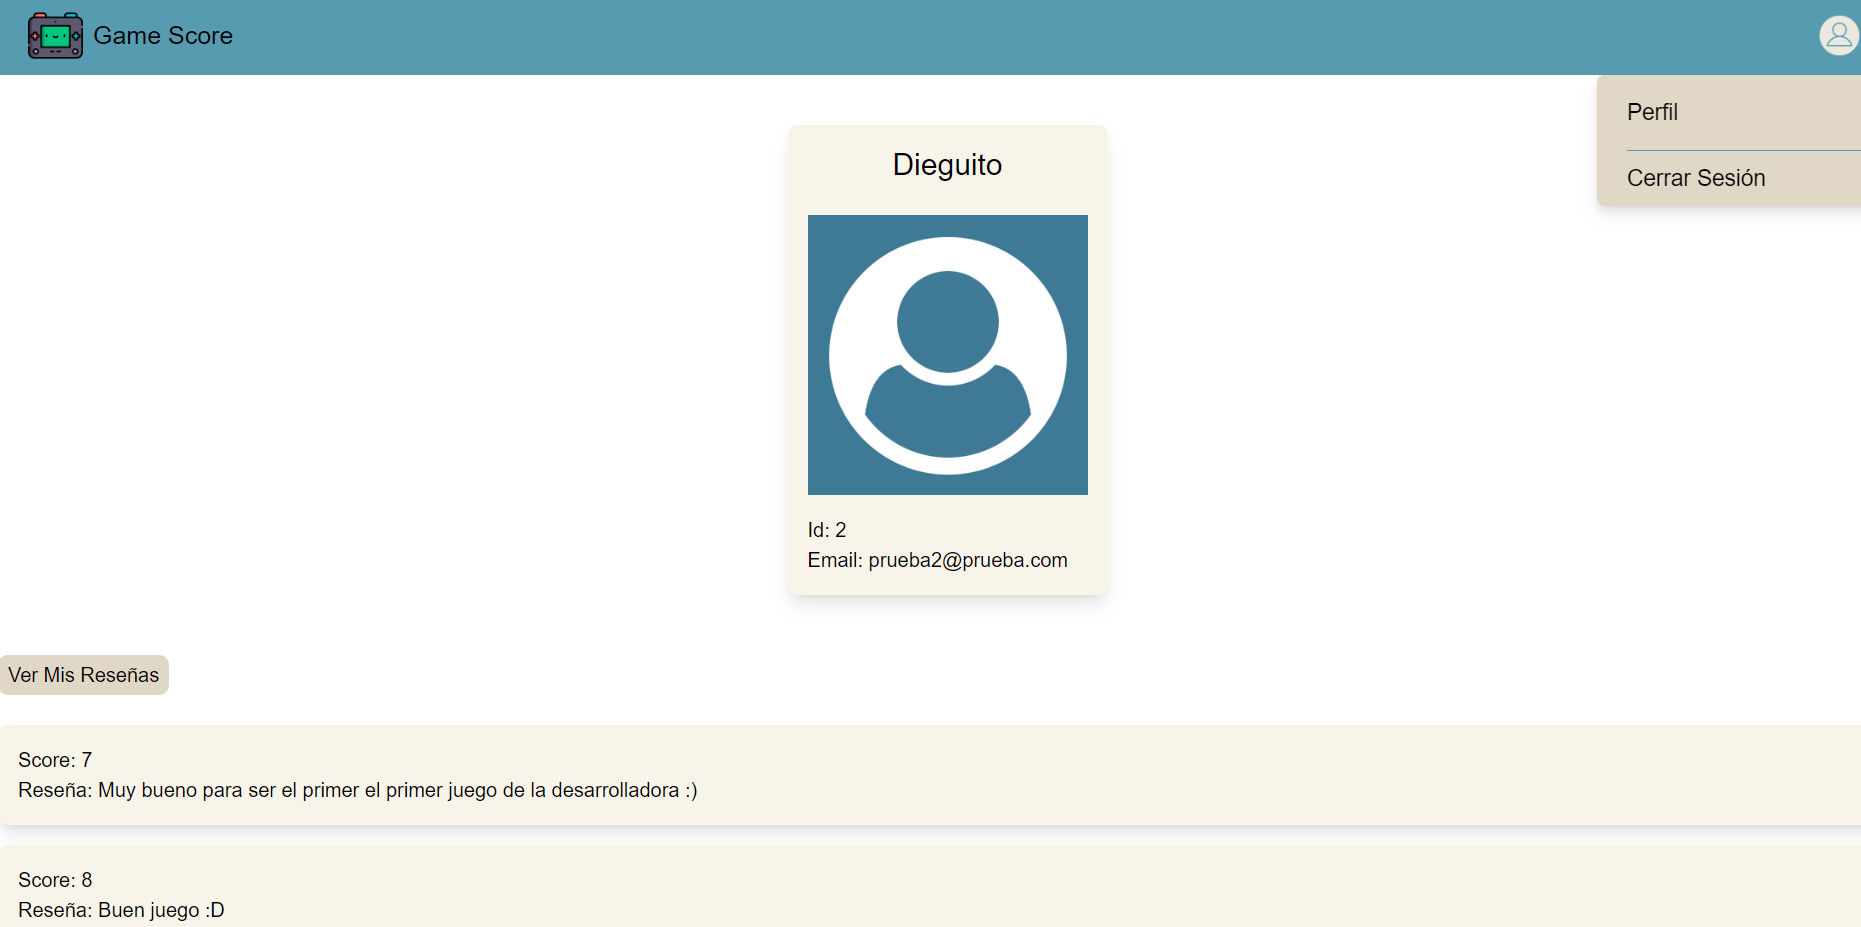 Game Score
Perfil
Cerrar Sesión
Dieguito
Id: 2
Email: prueba2@prueba.com
Ver Mis Reseñas
Score: 7
Reseña: Muy bueno para ser el primer el primer juego de la desarrolladora :)
Score: 8
Reseña: Buen juego :D